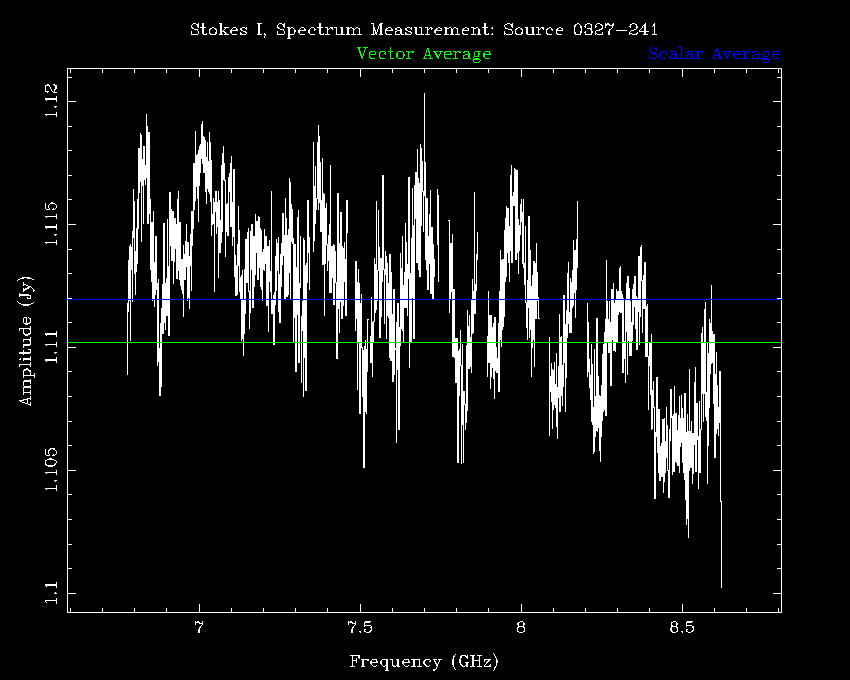 Stokes I, Spectrum Measurement: Source 0327-241
Vector Average
Scalar Average
1.12
1.115
1.11
1.105
1.1
Amplitude (Jy)
7
7.5
8
8.5
Frequency (GHz)